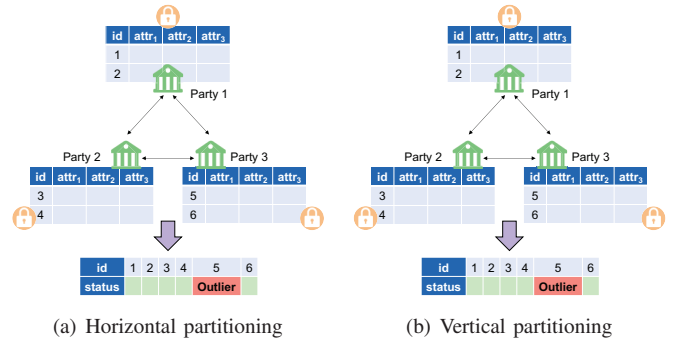 id attr1 attr2 attr3
1
2
Party 1
Party 2
Party 3
id attr1 attr2 attr3
3
4
id attr1 attr2 attr3
5
6
id 1 2 3 4 5 6
status Outlier
(a) Horizontal partitioning
id attr1 attr2 attr3
1
2
Party 1
Party 2
Party 3
id attr1 attr2 attr3
3
4
id attr1 attr2 attr3
5
6
id 1 2 3 4 5 6
status Outlier
(b) Vertical partitioning